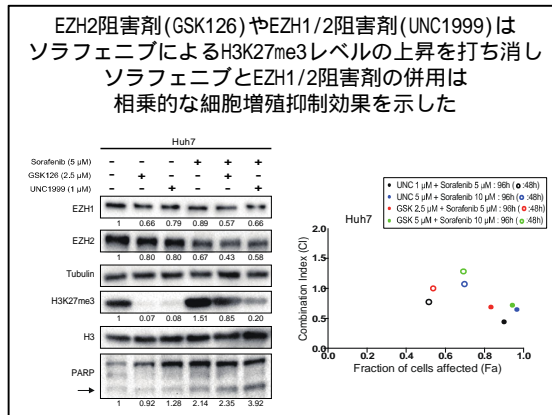 EZH2阻害剤(GSK126)やEZH1/2阻害剤(UNC1999)は
ソラフェニブによるH3K27me3レベルの上昇を打ち消し
ソラフェニブとEZH1/2阻害剤の併用は
相乗的な細胞増殖抑制効果を示した
Huh7
Sorafenib (5 µM) − − − + + +
GSK126 (2.5 µM) − + − − + −
UNC1999 (1 µM) − − + − − +
EZH1
1 0.66 0.79 0.89 0.57 0.66
EZH2
1 0.80 0.80 0.67 0.43 0.58
Tubulin
H3K27me3
1 0.07 0.08 1.51 0.85 0.20
H3
PARP
1 0.92 1.28 2.14 2.35 3.92
UNC 1 µM + Sorafenib 5 µM : 96h ( :48h)
UNC 5 µM + Sorafenib 10 µM : 96h ( :48h)
GSK 2.5 µM + Sorafenib 5 µM : 96h ( :48h)
GSK 5 µM + Sorafenib 10 µM : 96h ( :48h)
Huh7
Combination Index (CI)
2.0
1.5
1.0
0.5
0.0
0.0 0.2 0.4 0.6 0.8 1.0
Fraction of cells affected (Fa)